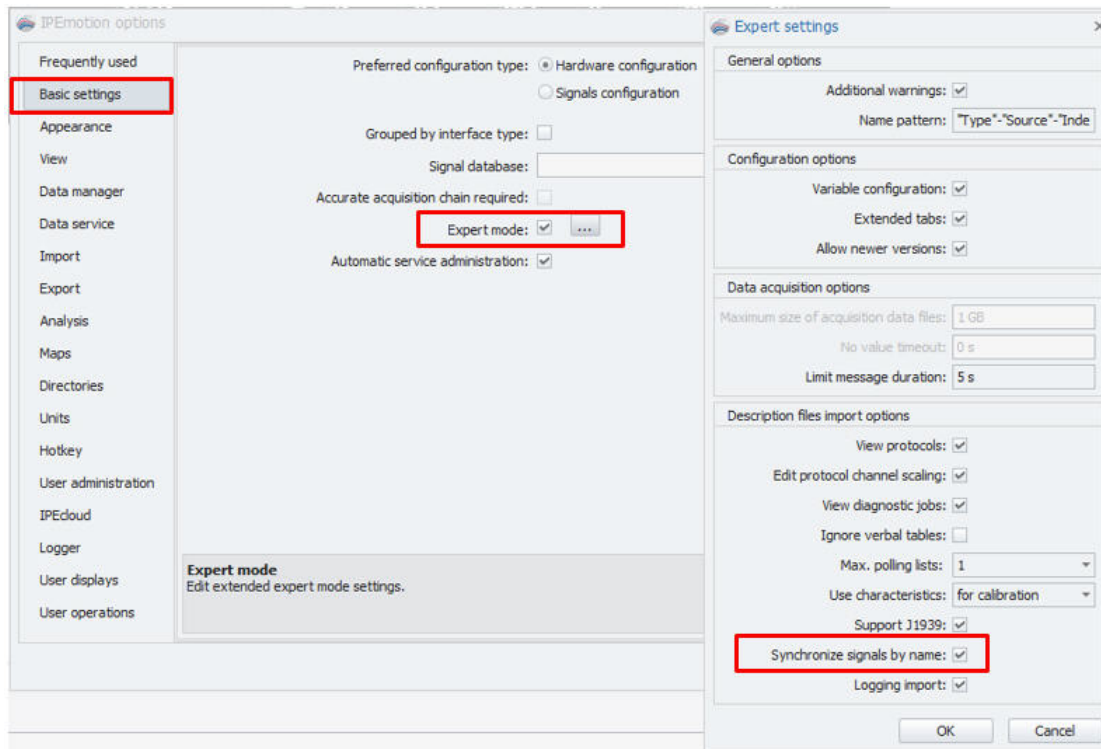 IPEmotion options
Frequently used
Basic settings
Appearance
View
Data manager
Data service
Import
Export
Analysis
Maps
Directories
Units
Hotkey
User administration
IPEcloud
Logger
User displays
User operations
Preferred configuration type: Hardware configuration
Signals configuration
Grouped by interface type:
Signal database:
Accurate acquisition chain required:
Expert mode: ...
Automatic service administration:
Expert mode
Edit extended expert mode settings.
Expert settings
General options
Additional warnings:
Name pattern: "Type"-"Source"-"Inde
Configuration options
Variable configuration:
Extended tabs:
Allow newer versions:
Data acquisition options
Maximum size of acquisition data files: 1 GB
No value timeout: 0 s
Limit message duration: 5 s
Description files import options
View protocols:
Edit protocol channel scaling:
View diagnostic jobs:
Ignore verbal tables:
Max. polling lists: 1
Use characteristics: for calibration
Support J1939:
Synchronize signals by name:
Logging import:
OK Cancel